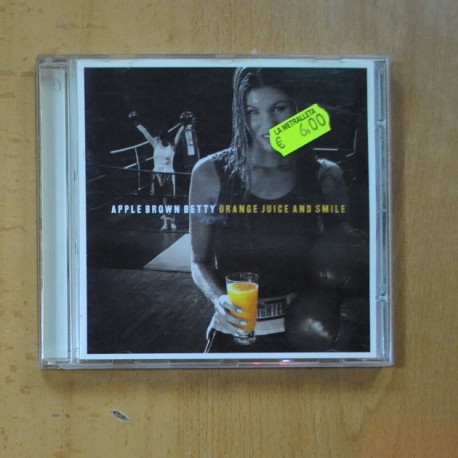 LA METRALLETA
€ 6,00
APPLE BROWN BETTY ORANGE JUICE AND SMILE